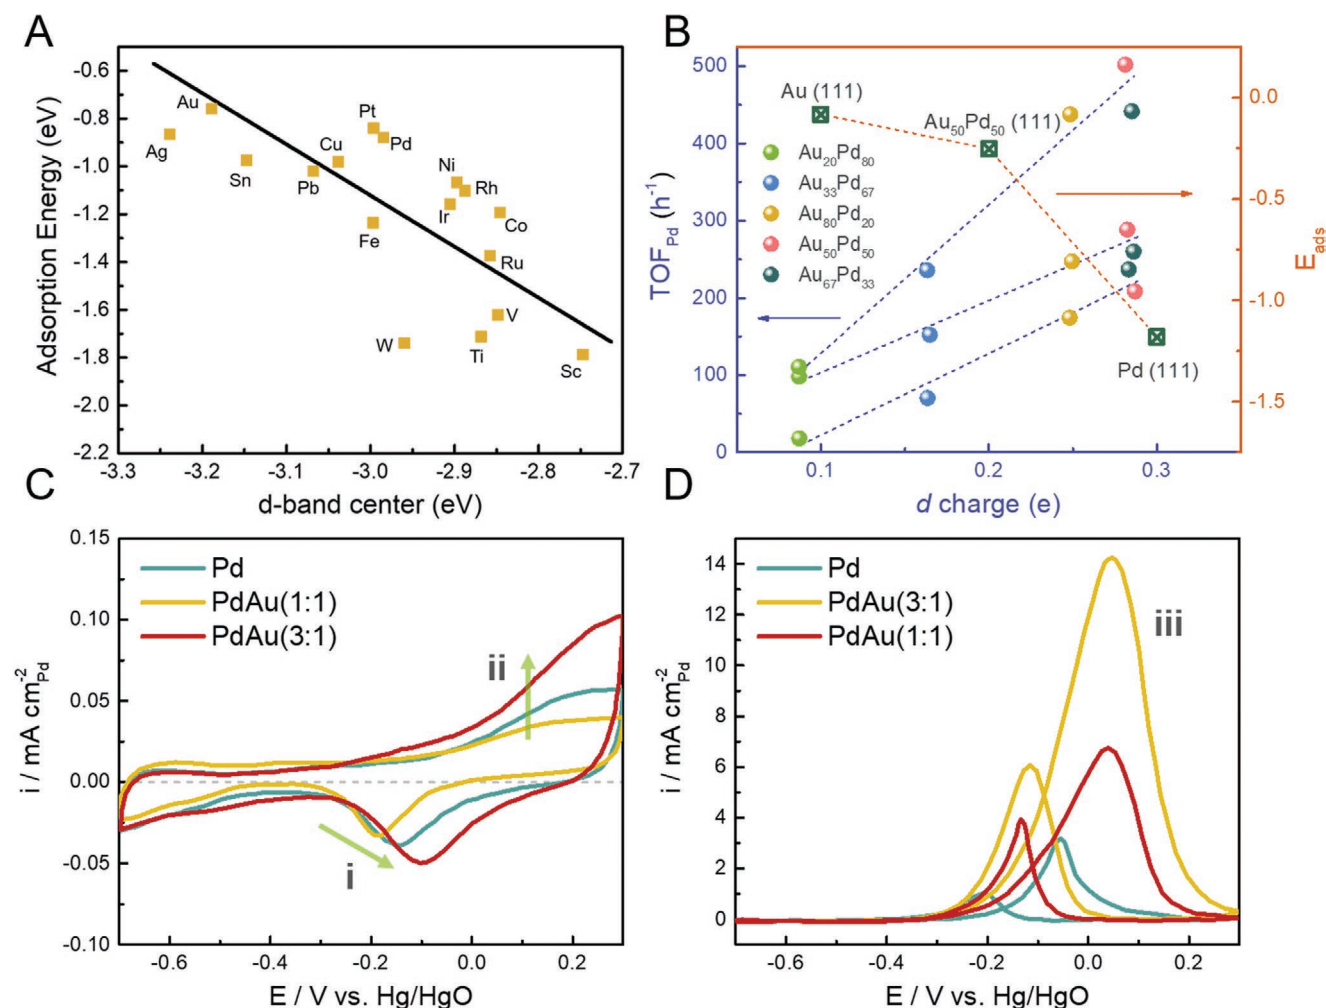 A
Adsorption Energy (eV)
-0.6
-0.8
-1.0
-1.2
-1.4
-1.6
-1.8
-2.0
-2.2
Au
Ag
Sn
Pb
Cu
Pt
Pd
Fe
Ni
Rh
Ir
Co
Ru
V
W
Ti
Sc
-3.3 -3.2 -3.1 -3.0 -2.9 -2.8 -2.7
d-band center (eV)
B
TOF_Pd (h⁻¹)
500
400
300
200
100
0
Au (111)
Au₅₀Pd₅₀ (111)
Pd (111)
Au₂₀Pd₈₀
Au₃₃Pd₆₇
Au₈₀Pd₂₀
Au₅₀Pd₅₀
Au₆₇Pd₃₃
0.0
-0.5
-1.0
-1.5
E_ads
0.1 0.2 0.3
d charge (e)
C
i / mA cm⁻²_Pd
0.15
0.10
0.05
0.00
-0.05
-0.10
Pd
PdAu(1:1)
PdAu(3:1)
ii
i
-0.6 -0.4 -0.2 0.0 0.2
E / V vs. Hg/HgO
D
i / mA cm⁻²_Pd
14
12
10
8
6
4
2
0
Pd
PdAu(3:1)
PdAu(1:1)
iii
-0.6 -0.4 -0.2 0.0 0.2
E / V vs. Hg/HgO